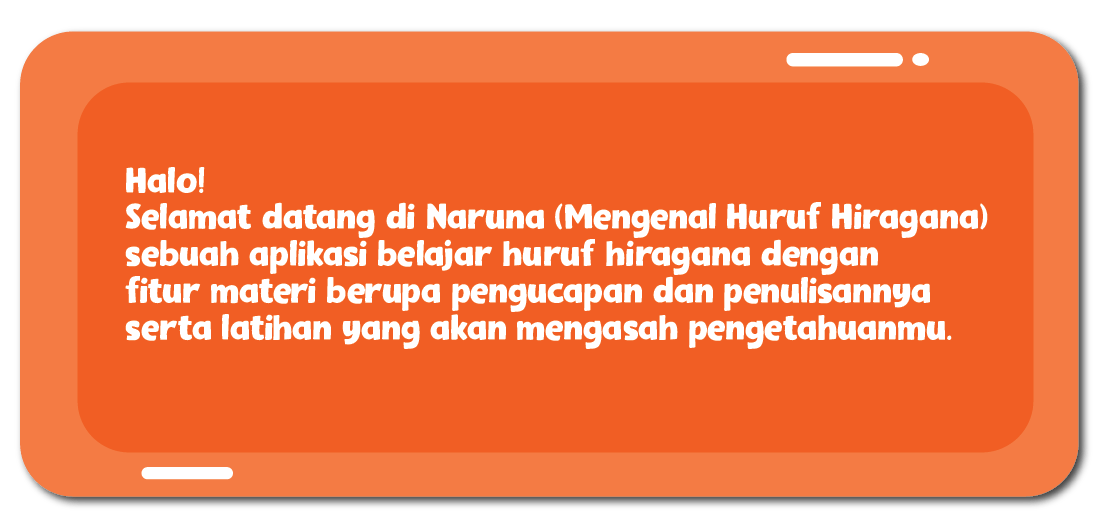 Halo!
Selamat datang di Naruna (Mengenal Huruf Hiragana)
sebuah aplikasi belajar huruf hiragana dengan
fitur materi berupa pengucapan dan penulisannya
serta latihan yang akan mengasah pengetahuanmu.